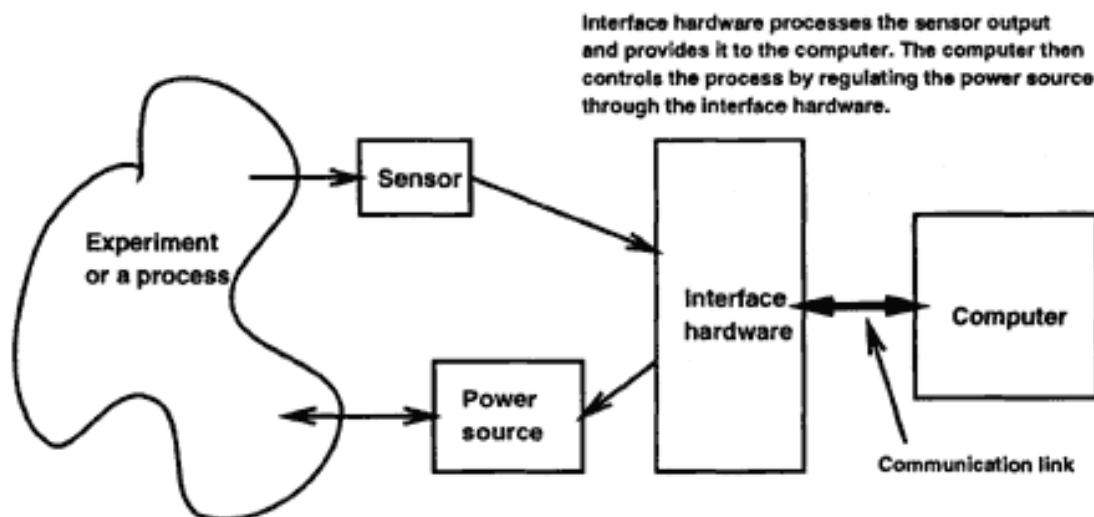 Interface hardware processes the sensor output
and provides it to the computer. The computer then
controls the process by regulating the power source
through the interface hardware.
Sensor
Experiment
or a process
Interface
hardware
Computer
Power
source
Communication link